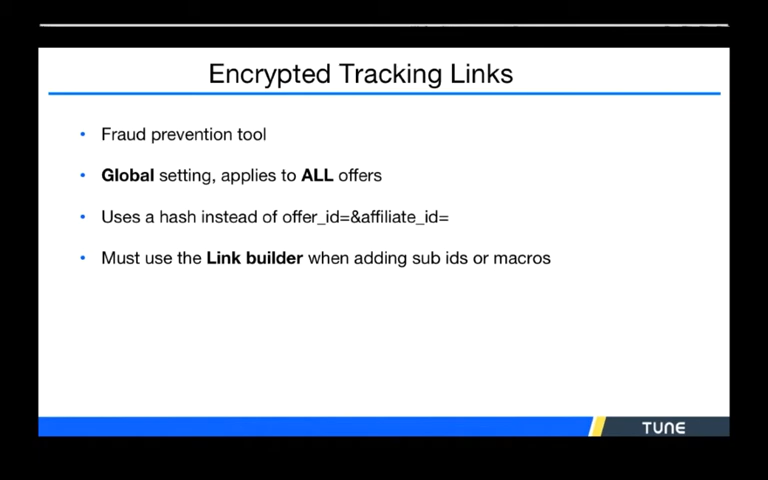 Encrypted Tracking Links
• Fraud prevention tool
• Global setting, applies to ALL offers
• Uses a hash instead of offer_id=&affiliate_id=
• Must use the Link builder when adding sub ids or macros
TUNE